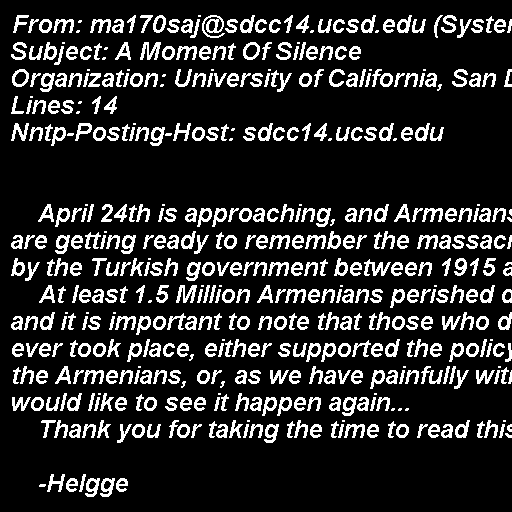 From: ma170saj@sdcc14.ucsd.edu (System
Subject: A Moment Of Silence
Organization: University of California, San
Lines: 14
Nntp-Posting-Host: sdcc14.ucsd.edu
April 24th is approaching, and Armenians
are getting ready to remember the
by the Turkish government between 1915
At least 1.5 Million Armenians perished
and it is important to note that those who
ever took place, either supported the policy
the Armenians, or, as we have painfully
would like to see it happen again...
Thank you for taking the time to read this
-Helgge